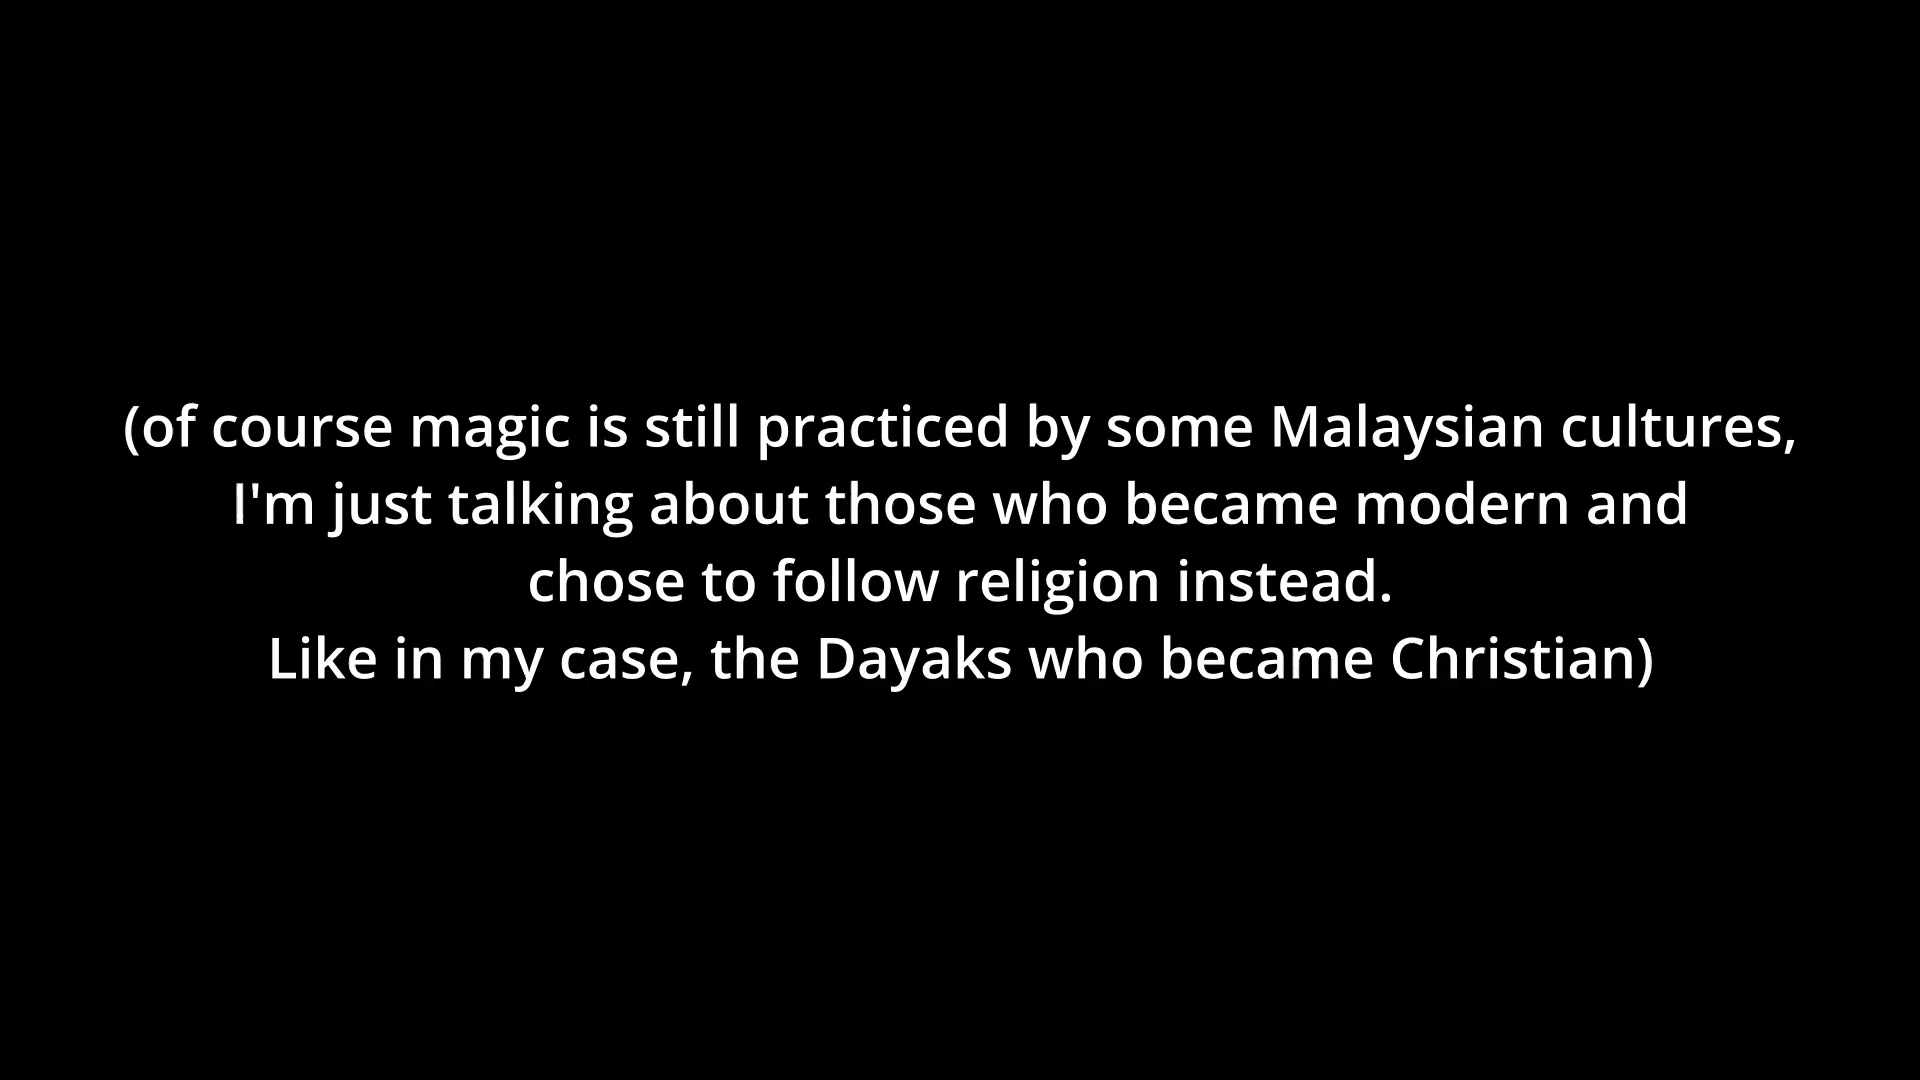 (of course magic is still practiced by some Malaysian cultures,
I'm just talking about those who became modern and
chose to follow religion instead.
Like in my case, the Dayaks who became Christian)